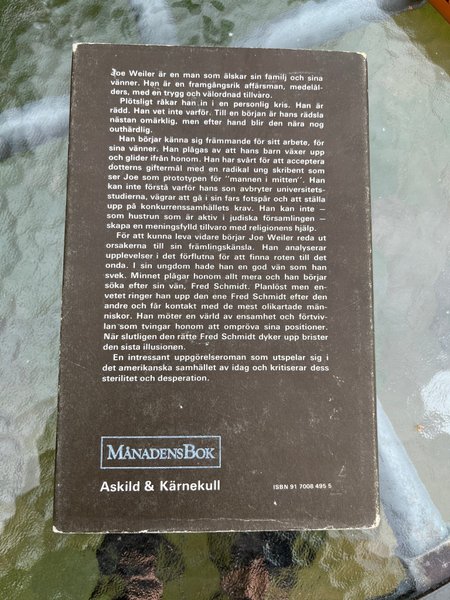 Joe Weiler är en man som älskar sin familj och sina
vänner. Han är en framgångsrik affärsman, medelål-
ders, med en trygg och välordnad tillvaro.
Plötsligt råkar han in i en personlig kris. Han är
rädd. Han vet inte varför. Till en början är hans rädsla
nästan omärklig, men efter hand blir den nära nog
outhärdlig.
Han börjar känna sig främmande för sitt arbete, för
sina vänner. Han plågas av att hans barn växer upp
och glider ifrån honom. Han har svårt för att acceptera
dotterns giftermål med en radikal ung skribent som
ser Joe som prototypen för "mannen i mitten". Han
kan inte förstå varför hans son avbryter universitets-
studierna, vägrar att gå i sin fars fotspår och att ställa
upp på konkurrenssamhällets krav. Han kan inte –
som hustrun som är aktiv i judiska församlingen –
skapa en meningsfylld tillvaro med religionens hjälp.
För att kunna leva vidare börjar Joe Weiler reda ut
orsakerna till sin främlingskänsla. Han analyserar
upplevelser i det förflutna för att finna roten till det
onda. I sin ungdom hade han en god vän som han
svek. Minnet plågar honom allt mera och han börjar
söka efter sin vän, Fred Schmidt. Planlöst men en-
vetet ringer han upp den ene Fred Schmidt efter den
andre och får kontakt med de mest olikartade män-
niskor. Han möter en värld av ensamhet och förtviv-
lan som tvingar honom att ompröva sina positioner.
När slutligen den rätte Fred Schmidt dyker upp brister
den sista illusionen.
En intressant uppgörelseroman som utspelar sig i
det amerikanska samhället av idag och kritiserar dess
sterilitet och desperation.
MÅNADENSBOK
Askild & Kärnekull
ISBN 91 7008 495 5